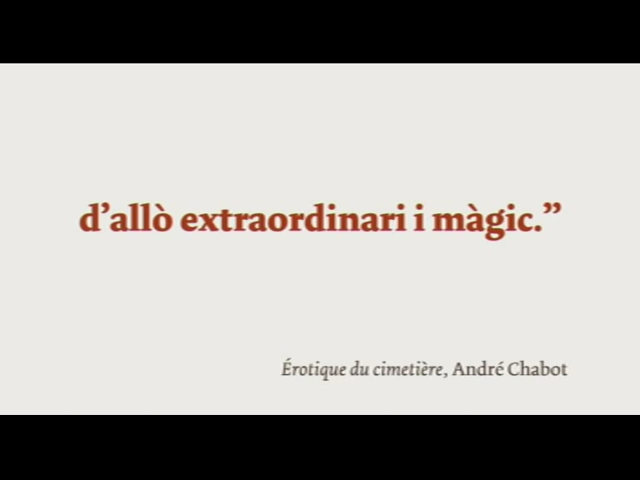 d’allò extraordinari i màgic.”
Érotique du cimetière, André Chabot